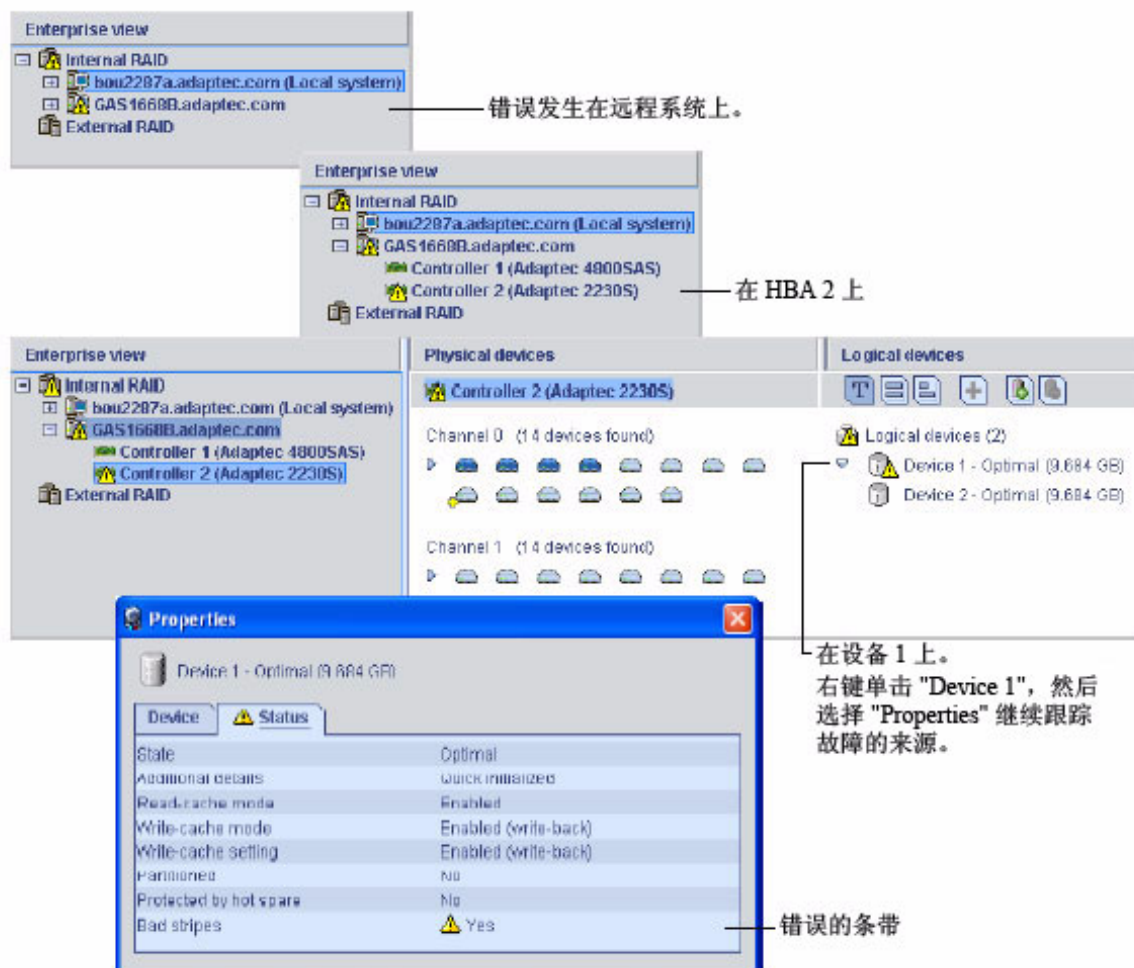 Enterprise view
Internal RAID
bou2287a.adaptec.com (Local system)
GAS1668B.adaptec.com
External RAID
错误发生在远程系统上。
Enterprise view
Internal RAID
bou2287a.adaptec.com (Local system)
GAS1668B.adaptec.com
Controller 1 (Adaptec 4800SAS)
Controller 2 (Adaptec 2230S)
External RAID
在 HBA 2 上
Enterprise view
Internal RAID
bou2287a.adaptec.com (Local system)
GAS1668B.adaptec.com
Controller 1 (Adaptec 4800SAS)
Controller 2 (Adaptec 2230S)
External RAID
Physical devices
Controller 2 (Adaptec 2230S)
Channel 0 (14 devices found)
Channel 1 (14 devices found)
Logical devices
T
Logical devices (2)
Device 1 - Optimal (9.684 GB)
Device 2 - Optimal (9.684 GB)
在设备 1 上。
右键单击 "Device 1"，然后
选择 "Properties" 继续跟踪
故障的来源。
Properties
Device 1 - Optimal (9.684 GB)
Device
Status
State Optimal
Additional details Quick initialized
Read-cache mode Enabled
Write-cache mode Enabled (write-back)
Write-cache setting Enabled (write-back)
Partitioned No
Protected by hot spare No
Bad stripes Yes
错误的条带